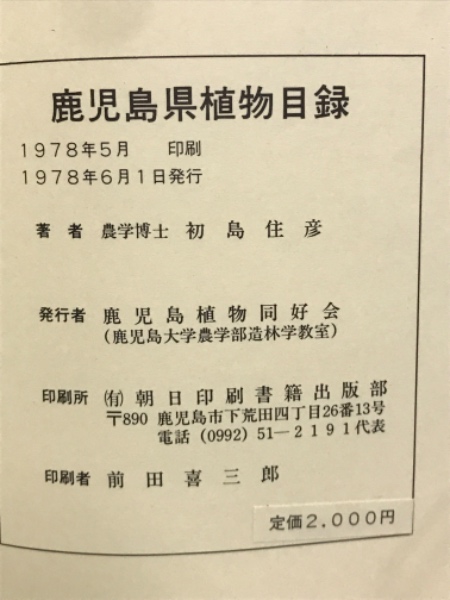 鹿児島県植物目録
1978年5月 印刷
1978年6月1日発行
著者 農学博士 初島住彦
発行者 鹿児島植物同好会
(鹿児島大学農学部造林学教室)
印刷所 ㈲ 朝日印刷書籍出版部
〒890 鹿児島市下荒田四丁目26番13号
電話 (0992) 51—2191代表
印刷者 前田喜三郎
定価2,000円